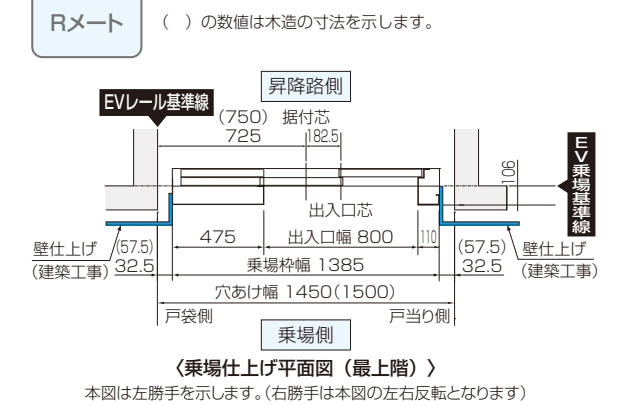 Rメート
（　）の数値は木造の寸法を示します。
昇降路側
EVレール基準線
(750) 据付芯
725
182.5
106
EV乗場基準線
出入口芯
475
出入口幅 800
110
壁仕上げ
(建築工事)
(57.5)
32.5
乗場枠幅 1385
(57.5)
32.5
壁仕上げ
(建築工事)
穴あけ幅 1450(1500)
戸袋側
戸当り側
乗場側
〈乗場仕上げ平面図（最上階）〉
本図は左勝手を示します。(右勝手は本図の左右反転となります)